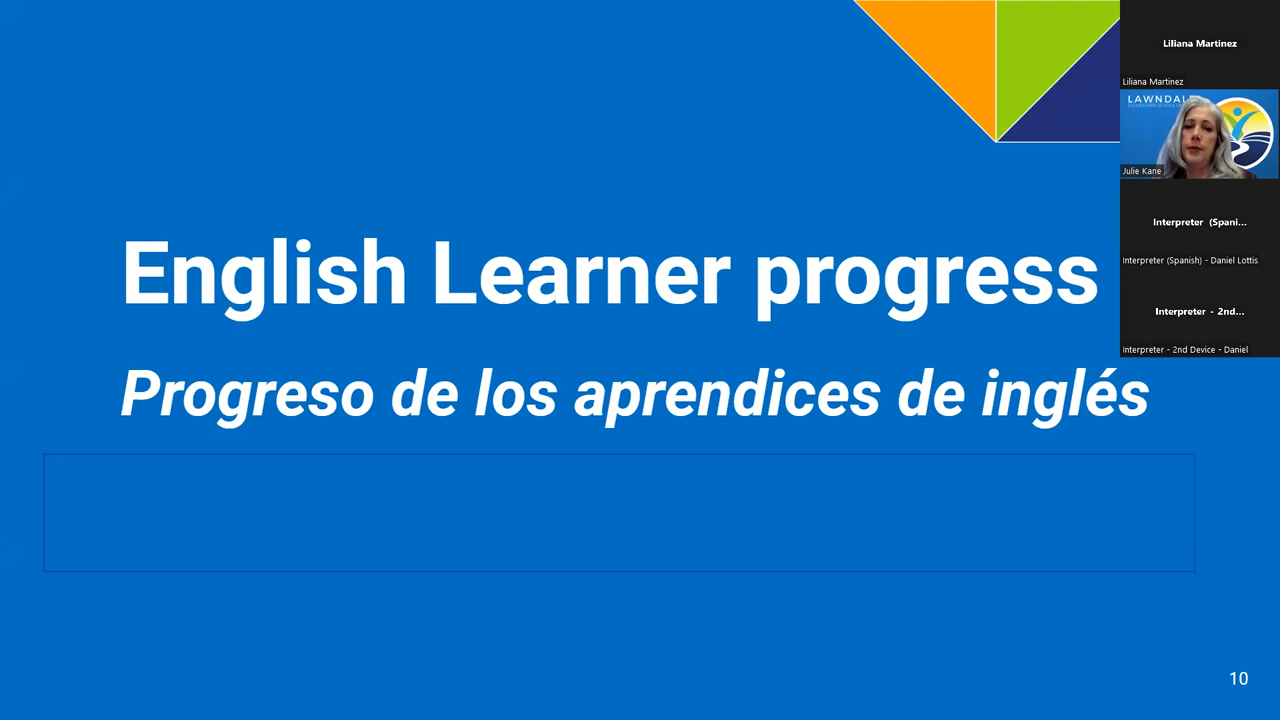 English Learner progress
Progreso de los aprendices de inglés
10
Liliana Martinez
Liliana Martinez
LAWNDAL
Julie Kane
Interpreter (Spani...
Interpreter (Spanish) - Daniel Lottis
Interpreter - 2nd...
Interpreter - 2nd Device - Daniel